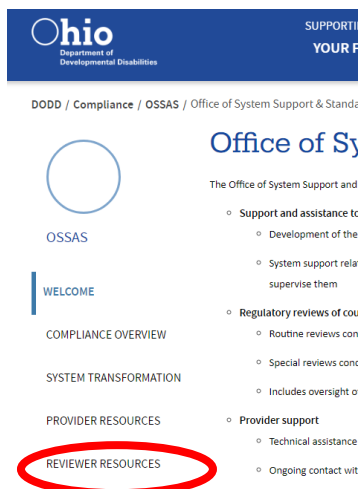 Ohio
Department of
Developmental Disabilities
SUPPORTI
YOUR F
DODD / Compliance / OSSAS / Office of System Support & Standa
Office of Sy
The Office of System Support and
Support and assistance to
OSSAS
Development of the
System support rela
supervise them
WELCOME
Regulatory reviews of cou
COMPLIANCE OVERVIEW
Routine reviews con
Special reviews cond
SYSTEM TRANSFORMATION
Includes oversight o
PROVIDER RESOURCES
Provider support
Technical assistance
REVIEWER RESOURCES
Ongoing contact wit